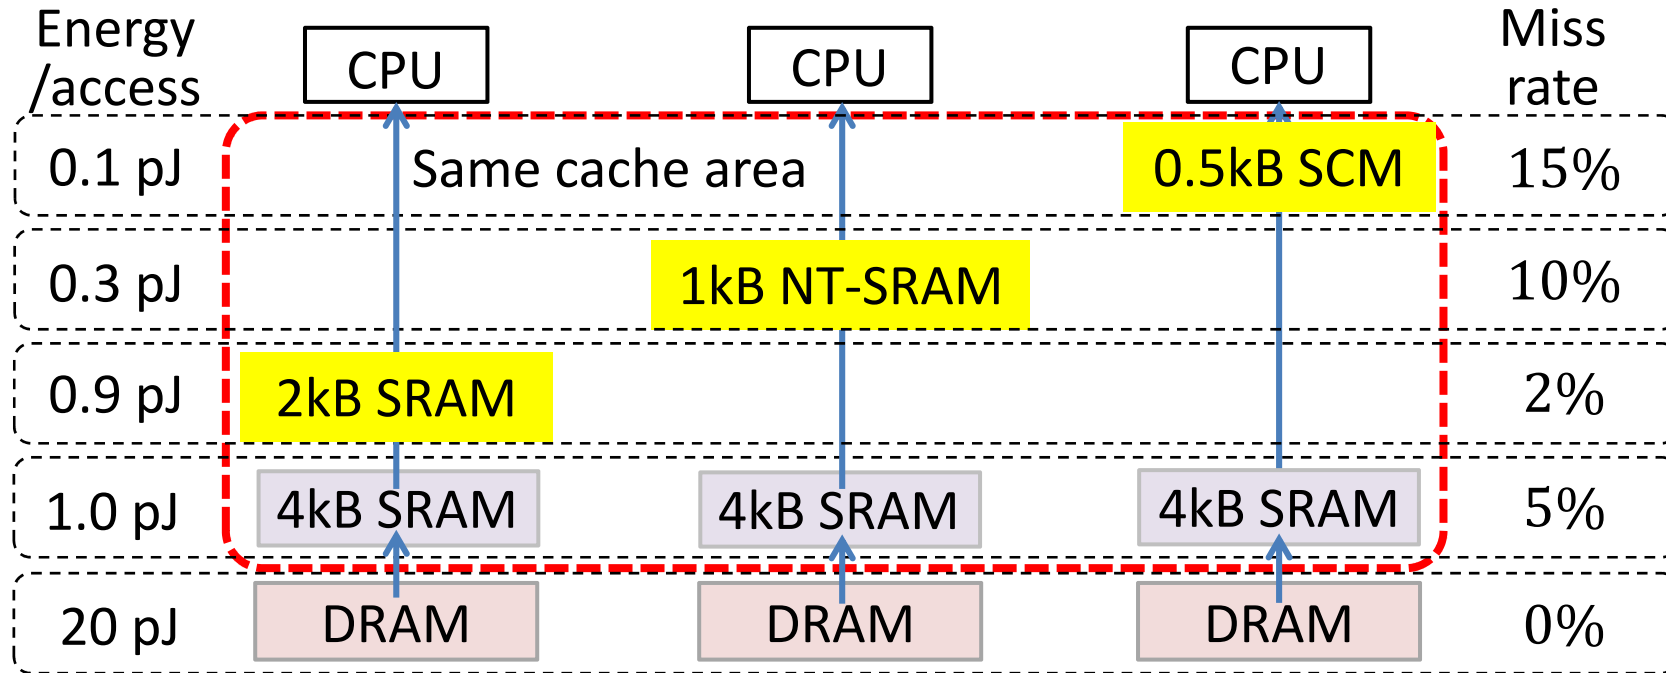 Energy
/access
CPU
CPU
CPU
Miss
rate
0.1 pJ
Same cache area
0.5kB SCM
15%
0.3 pJ
1kB NT-SRAM
10%
0.9 pJ
2kB SRAM
2%
1.0 pJ
4kB SRAM
4kB SRAM
4kB SRAM
5%
20 pJ
DRAM
DRAM
DRAM
0%